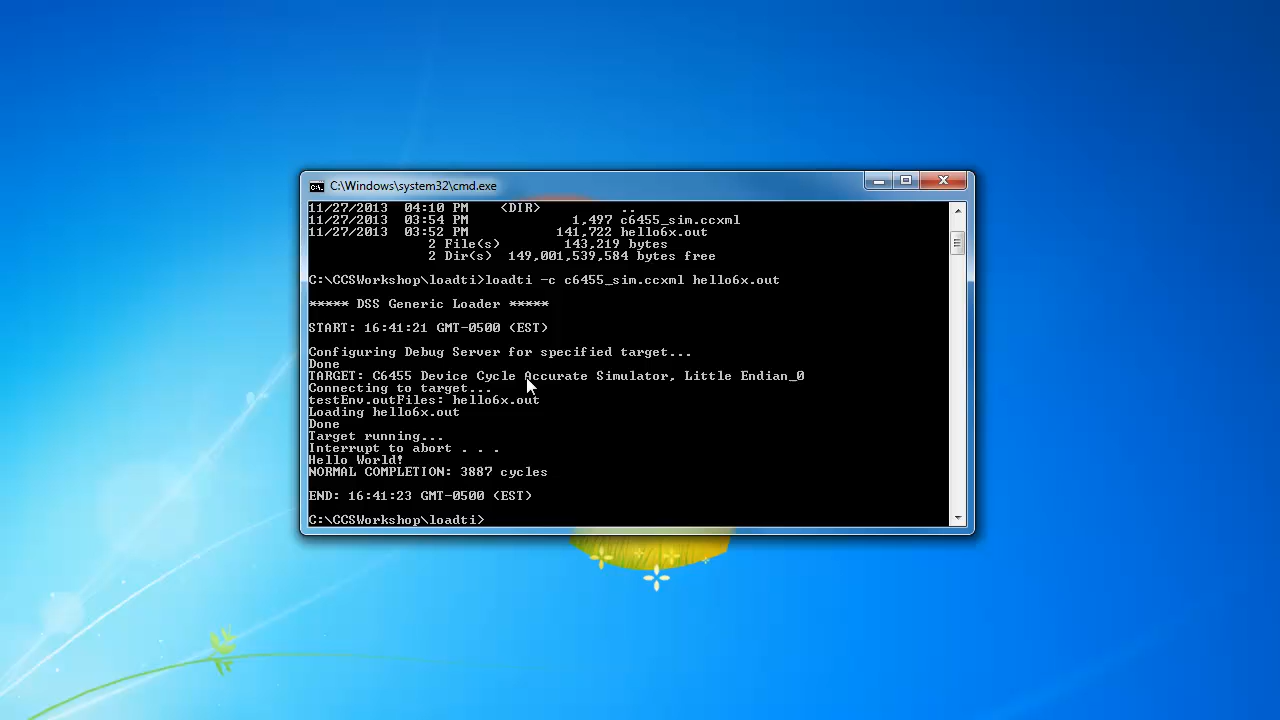 C:\Windows\system32\cmd.exe
11/27/2013  04:10 PM    <DIR>          ..
11/27/2013  03:54 PM             1,497 c6455_sim.ccxml
11/27/2013  03:52 PM           141,722 hello6x.out
2 File(s)        143,219 bytes
2 Dir(s)  149,001,539,584 bytes free
C:\CCSWorkshop\loadti>loadti -c c6455_sim.ccxml hello6x.out
***** DSS Generic Loader *****
START: 16:41:21 GMT-0500 (EST)
Configuring Debug Server for specified target...
Done
TARGET: C6455 Device Cycle Accurate Simulator, Little Endian_0
Connecting to target...
testEnv.outFiles: hello6x.out
Loading hello6x.out
Done
Target running...
Interrupt to abort . . .
Hello World!
NORMAL COMPLETION: 3887 cycles
END: 16:41:23 GMT-0500 (EST)
C:\CCSWorkshop\loadti>